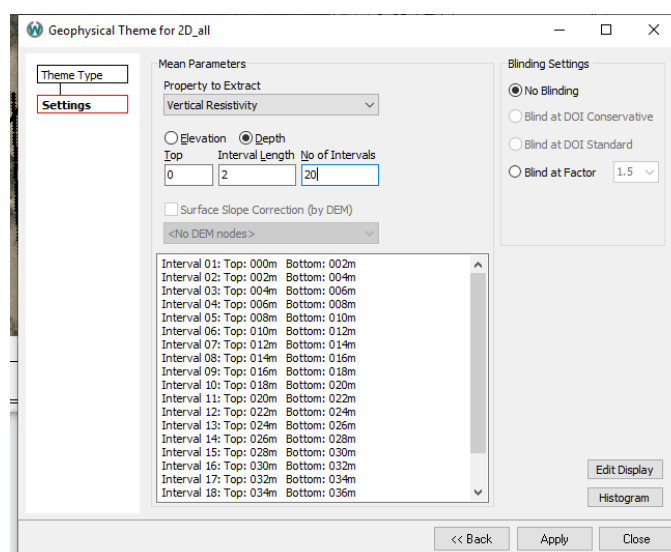 Geophysical Theme for 2D_all
Theme Type
Settings
Mean Parameters
Property to Extract
Vertical Resistivity
Elevation Depth
Top Interval Length No of Intervals
0 2 20
Surface Slope Correction (by DEM)
<No DEM nodes>
Interval 01: Top: 000m Bottom: 002m
Interval 02: Top: 002m Bottom: 004m
Interval 03: Top: 004m Bottom: 006m
Interval 04: Top: 006m Bottom: 008m
Interval 05: Top: 008m Bottom: 010m
Interval 06: Top: 010m Bottom: 012m
Interval 07: Top: 012m Bottom: 014m
Interval 08: Top: 014m Bottom: 016m
Interval 09: Top: 016m Bottom: 018m
Interval 10: Top: 018m Bottom: 020m
Interval 11: Top: 020m Bottom: 022m
Interval 12: Top: 022m Bottom: 024m
Interval 13: Top: 024m Bottom: 026m
Interval 14: Top: 026m Bottom: 028m
Interval 15: Top: 028m Bottom: 030m
Interval 16: Top: 030m Bottom: 032m
Interval 17: Top: 032m Bottom: 034m
Interval 18: Top: 034m Bottom: 036m
Blinding Settings
No Blinding
Blind at DOI Conservative
Blind at DOI Standard
Blind at Factor 1.5
Edit Display
Histogram
<< Back Apply Close